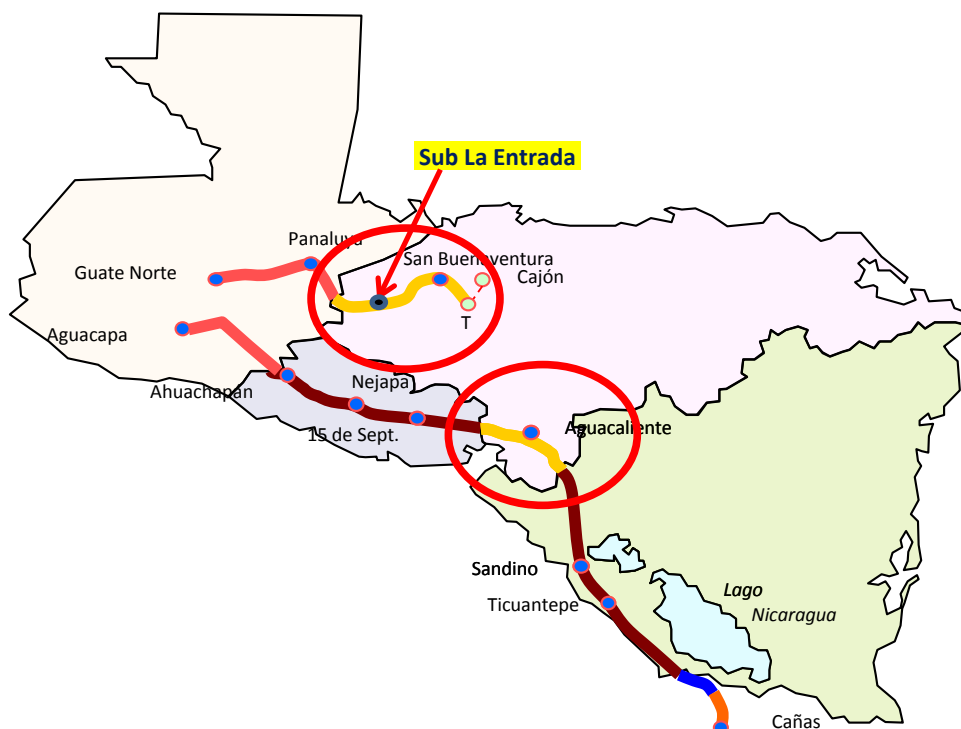 Sub La Entrada
Panaluya
San Buenaventura
Guate Norte
Cajón
Aguacapa
T
Ahuachapán
Nejapa
15 de Sept.
Aguacaliente
Sandino
Lago
Ticuantepe
Nicaragua
Cañas